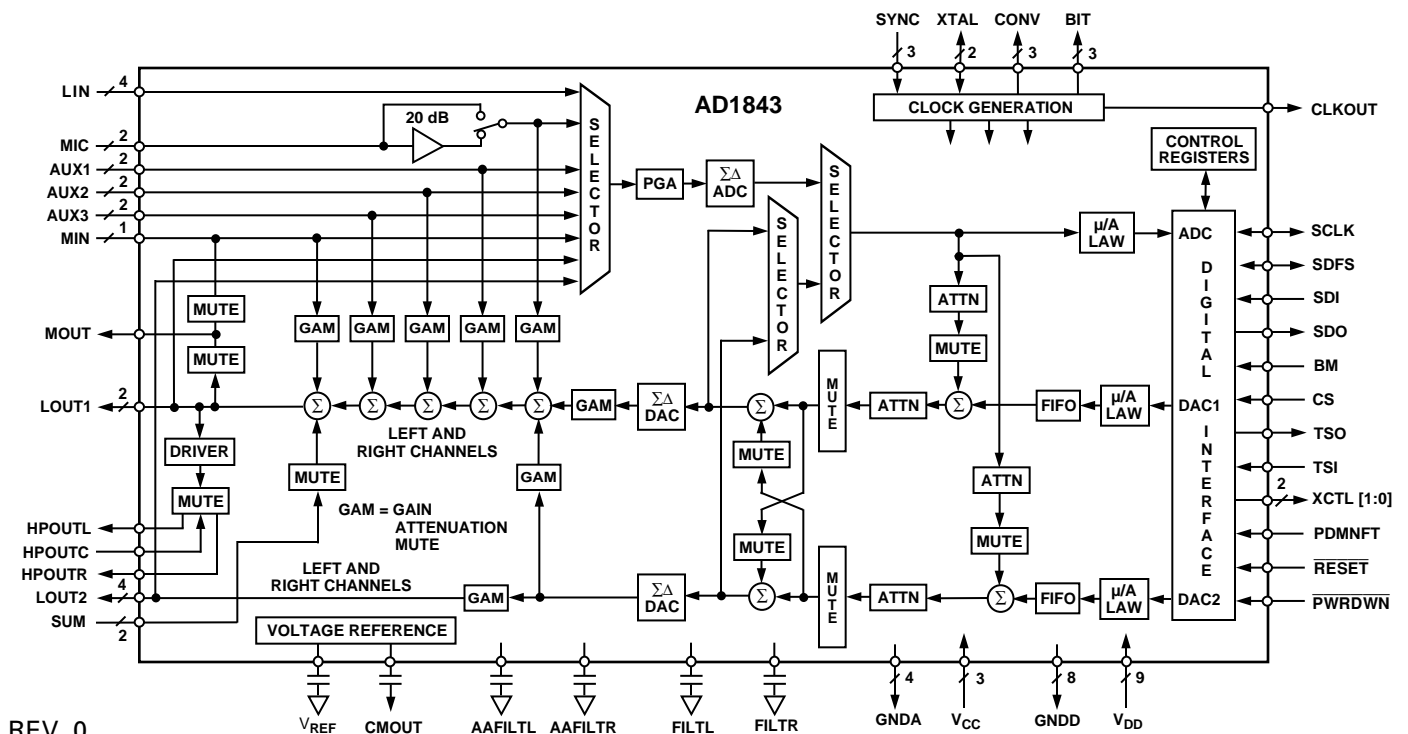 SYNC XTAL CONV BIT
3 2 3 3
AD1843
CLOCK GENERATION
CLKOUT
CONTROL
REGISTERS
LIN 4
MIC 2
AUX1 2
AUX2 2
AUX3 2
MIN 1
20 dB
SELECTOR
PGA
ΣΔ
ADC
SELECTOR
SELECTOR
µ/A
LAW
ADC
DIGITAL
INTERFACE
DAC1
DAC2
SCLK
SDFS
SDI
SDO
BM
CS
TSO
TSI
2 XCTL [1:0]
PDMNFT
RESET
PWRDWN
MUTE
MOUT
MUTE
GAM GAM GAM GAM GAM
ATTN
MUTE
LOUT1 2
Σ Σ Σ Σ Σ GAM
ΣΔ
DAC
Σ
MUTE
ATTN
Σ
FIFO
µ/A
LAW
LEFT AND
RIGHT CHANNELS
DRIVER
MUTE
MUTE
GAM
MUTE
ATTN
MUTE
GAM = GAIN
ATTENUATION
MUTE
MUTE
HPOUTL
HPOUTC
HPOUTR
LOUT2 4
SUM 2
LEFT AND
RIGHT CHANNELS
GAM
ΣΔ
DAC
Σ
MUTE
ATTN
Σ
FIFO
µ/A
LAW
VOLTAGE REFERENCE
4 3 8 9
VREF CMOUT AAFILTL AAFILTR FILTL FILTR GNDA VCC GNDD VDD
REV. 0